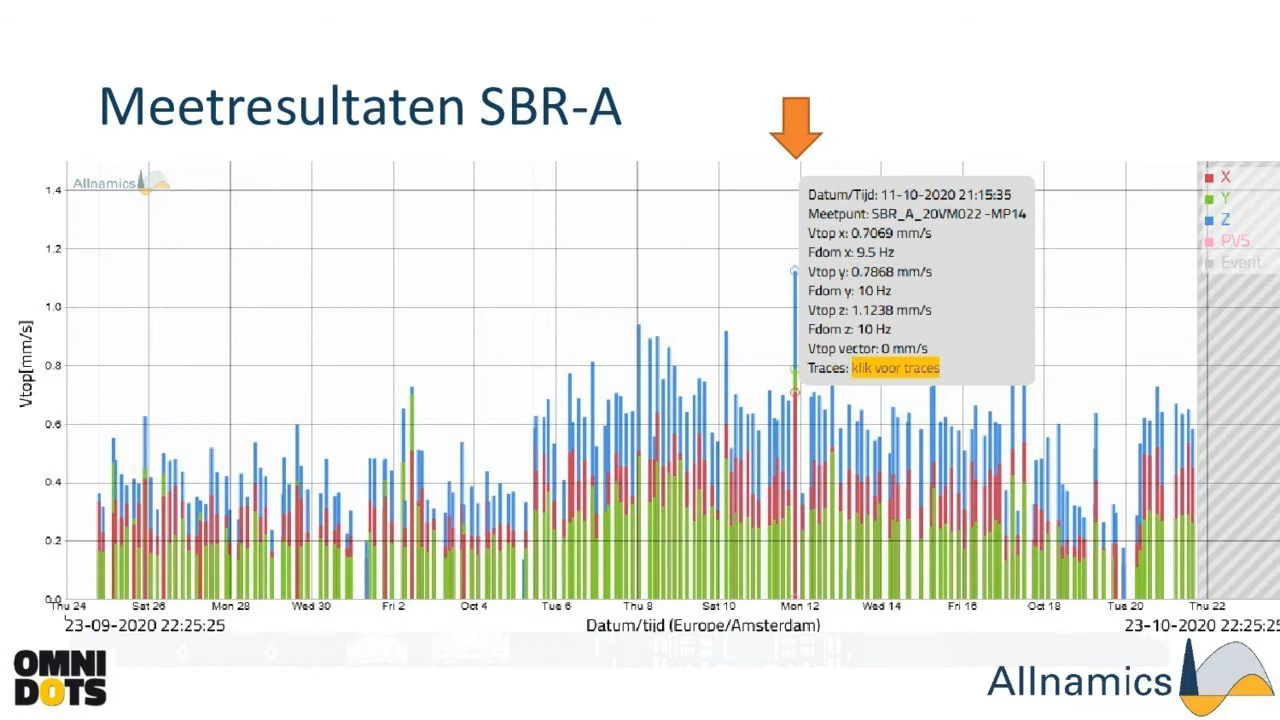 Meetresultaten SBR-A
Allnamics
1.4
1.2
1.0
0.8
0.6
0.4
0.2
0.0
Vtop[mm/s]
Datum/Tijd: 11-10-2020 21:15:35
Meetpunt: SBR_A_20VM022 -MP14
Vtop x: 0.7069 mm/s
Fdom x: 9.5 Hz
Vtop y: 0.7868 mm/s
Fdom y: 10 Hz
Vtop z: 1.1238 mm/s
Fdom z: 10 Hz
Vtop vector: 0 mm/s
Traces: klik voor traces
X
Y
Z
PVS
Event
Thu 24 Sat 26 Mon 28 Wed 30 Fri 2 Oct 4 Tue 6 Thu 8 Sat 10 Mon 12 Wed 14 Fri 16 Oct 18 Tue 20 Thu 22
23-09-2020 22:25:25 Datum/tijd (Europe/Amsterdam) 23-10-2020 22:25:25
OMNI
DOTS
Allnamics